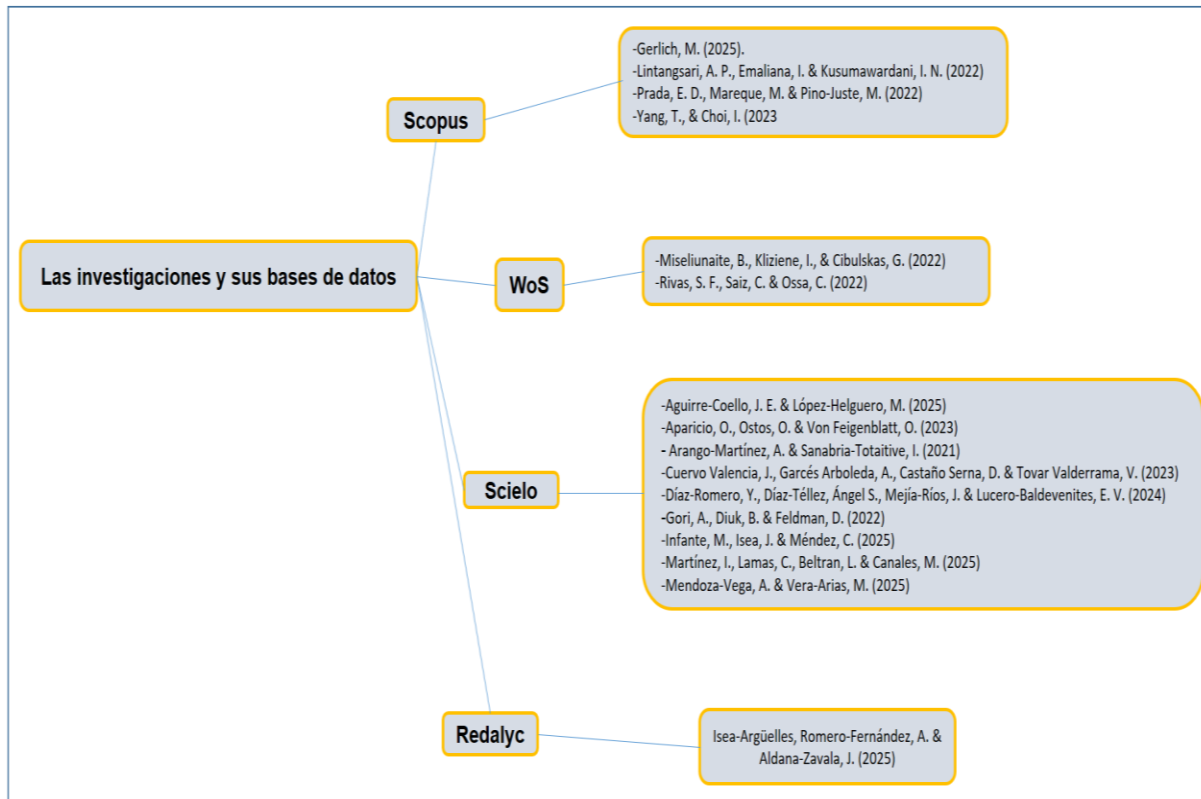 Las investigaciones y sus bases de datos
Scopus
-Gerlich, M. (2025).
-Lintangsari, A. P., Emaliana, I. & Kusumawardani, I. N. (2022)
-Prada, E. D., Mareque, M. & Pino-Juste, M. (2022)
-Yang, T., & Choi, I. (2023
WoS
-Miseliunaite, B., Kliziene, I., & Cibulskas, G. (2022)
-Rivas, S. F., Saiz, C. & Ossa, C. (2022)
Scielo
-Aguirre-Coello, J. E. & López-Helguero, M. (2025)
-Aparicio, O., Ostos, O. & Von Feigenblatt, O. (2023)
- Arango-Martínez, A. & Sanabria-Totaitive, I. (2021)
-Cuervo Valencia, J., Garcés Arboleda, A., Castaño Serna, D. & Tovar Valderrama, V. (2023)
-Díaz-Romero, Y., Díaz-Téllez, Ángel S., Mejía-Ríos, J. & Lucero-Baldevenites, E. V. (2024)
-Gori, A., Diuk, B. & Feldman, D. (2022)
-Infante, M., Isea, J. & Méndez, C. (2025)
-Martínez, I., Lamas, C., Beltran, L. & Canales, M. (2025)
-Mendoza-Vega, A. & Vera-Arias, M. (2025)
Redalyc
Isea-Argüelles, Romero-Fernández, A. &
Aldana-Zavala, J. (2025)